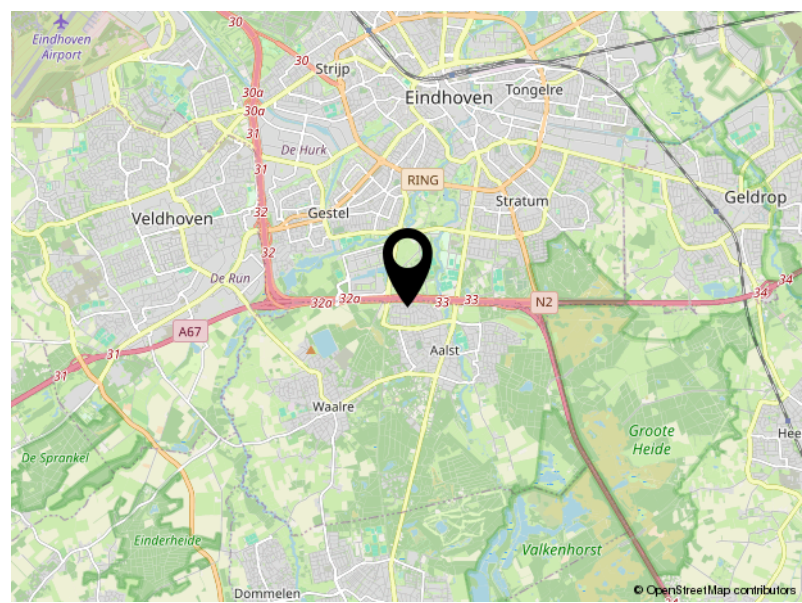 30
Eindhoven
Airport
30
Strijp
Tongelre
30a
Eindhoven
30a
31
De Hurk
31
RING
Geldrop
Stratum
32
Gestel
Veldhoven
32
De Run
34
34
32a
32a
33
33
N2
A67
31
Aalst
31
Waalre
Groote
Heide
Hee
De Sprankel
Einderheide
Valkenhorst
Dommelen
© OpenStreetMap contributors